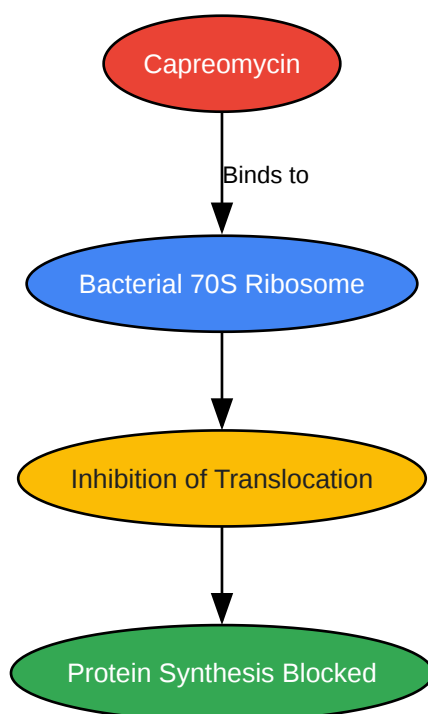 Capreomycin
Binds to
Bacterial 70S Ribosome
Inhibition of Translocation
Protein Synthesis Blocked